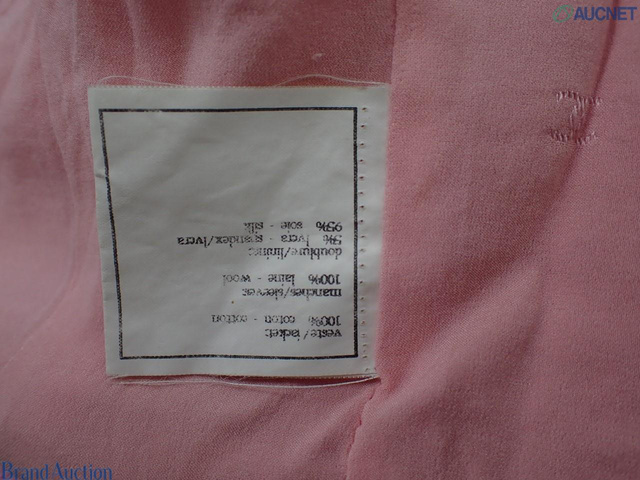 AUCNET
veste/jacket:
100% coton - cotton
manches/sleeves:
100% laine - wool
doublure/lining:
5% lycra - spandex/lycra
95% soie - silk
Brand Auction